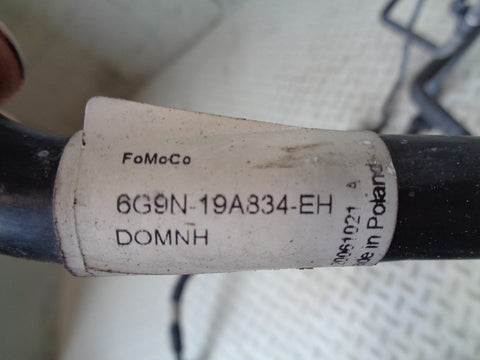 FoMoCo
6G9N-19A834-EH
DOMNH
in Poland